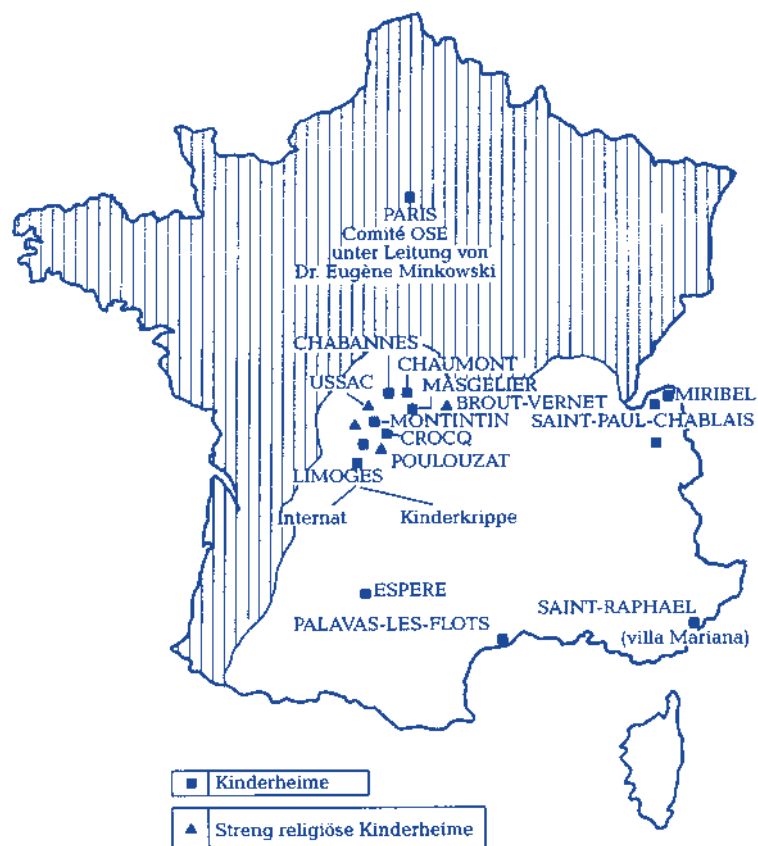 PARIS
Comité OSE
unter Leitung von
Dr. Eugène Minkowski
CHABANNES
CHAUMONT
USSAC
MASGELIER
BROUT-VERNET
MIRIBEL
MONTINTIN
SAINT-PAUL-CHABLAIS
CROCQ
POULOUZAT
LIMOGES
Internat
Kinderkrippe
ESPERE
SAINT-RAPHAEL
PALAVAS-LES-FLOTS
(villa Mariana)
Kinderheime
Streng religiöse Kinderheime